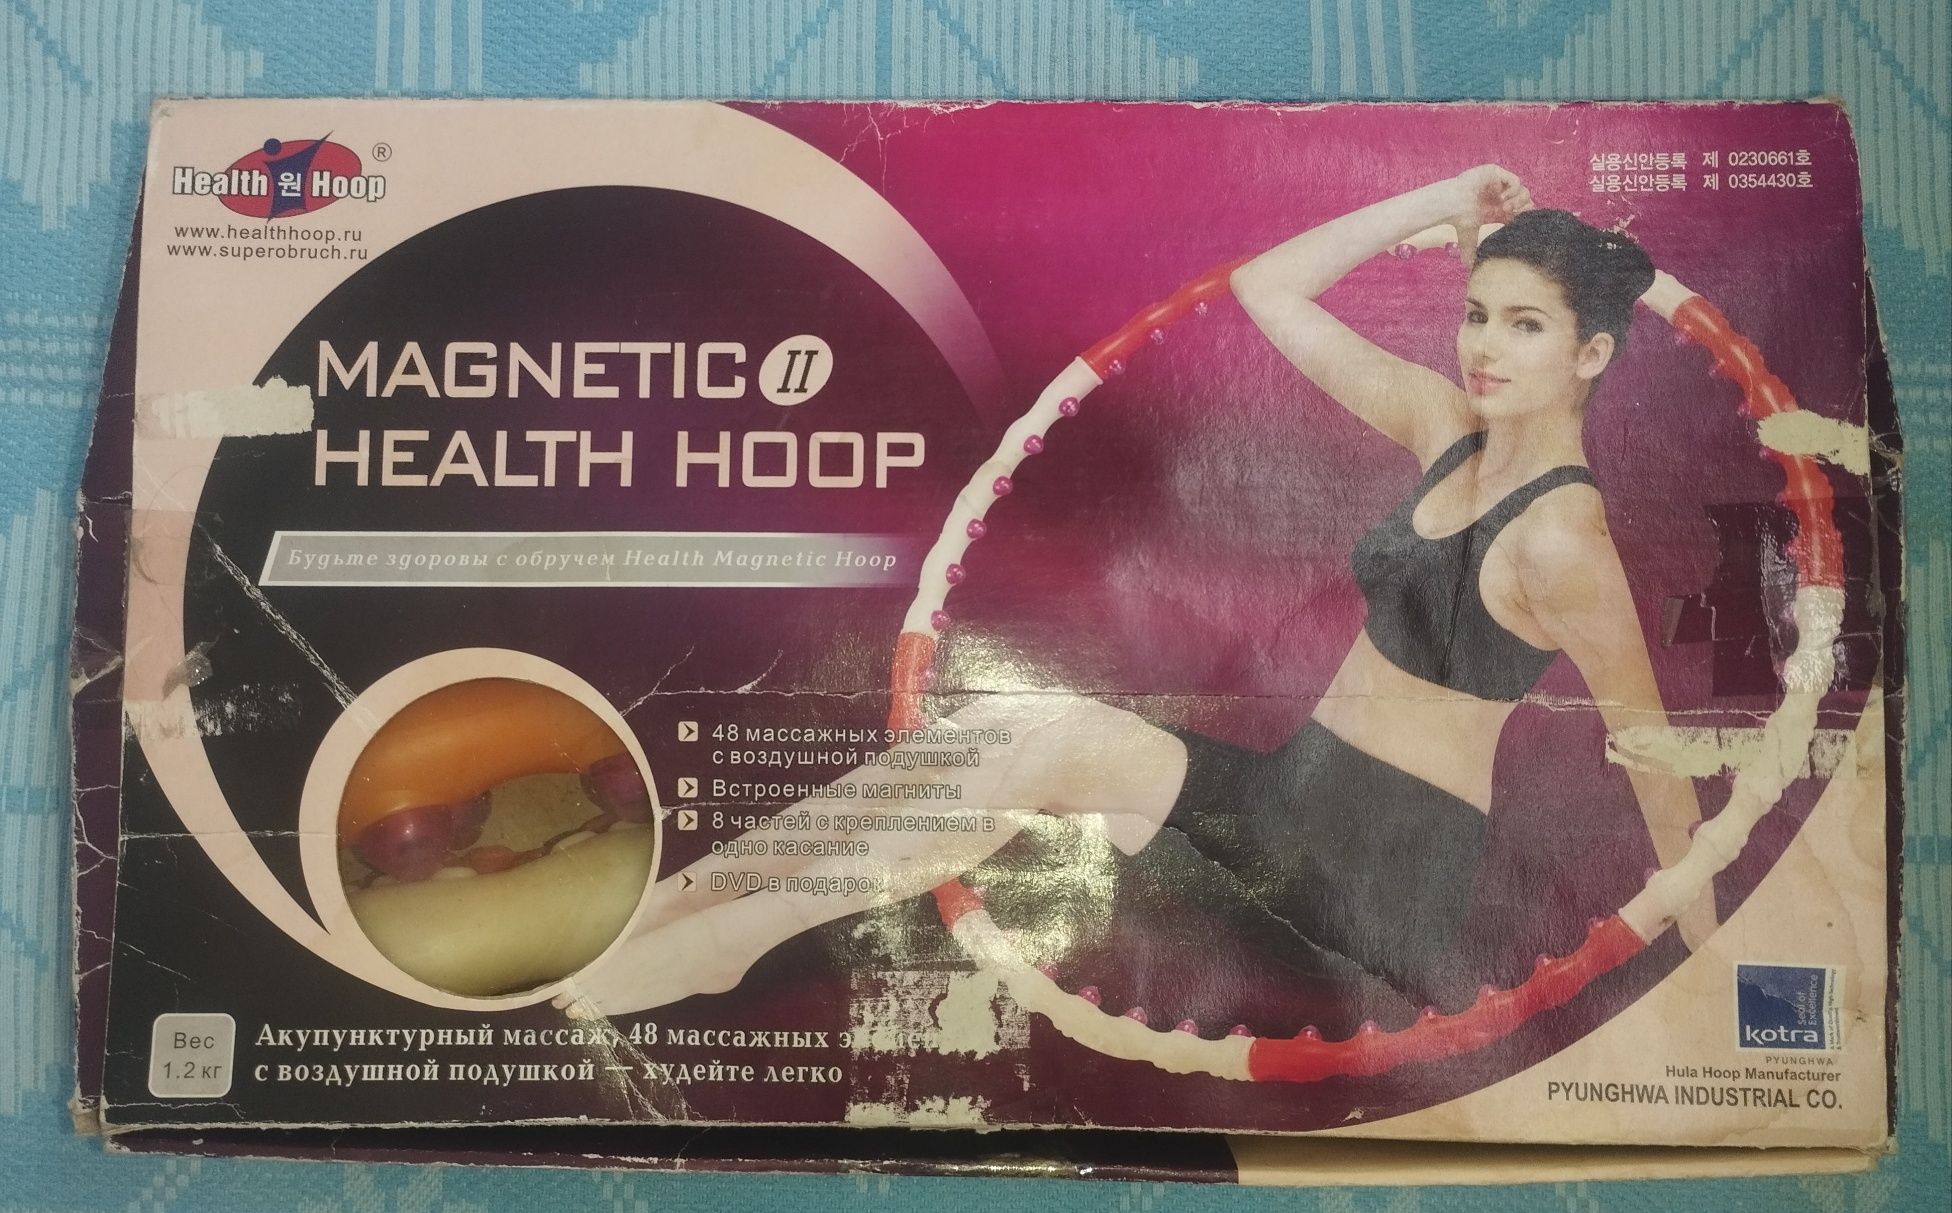 Health 원 Hoop ®
www.healthhoop.ru
www.superobruch.ru
실용신안등록 제 0230661호
실용신안등록 제 0354430호
MAGNETIC II
HEALTH HOOP
Будьте здоровы с обручем Health Magnetic Hoop
48 массажных элементов
с воздушной подушкой
Встроенные магниты
8 частей с креплением в
одно касание
DVD в подарок
Вес
1.2 кг
Акупунктурный массаж, 48 массажных
с воздушной подушкой — худейте легко
kotra
Seal of
Excellence
PYUNGHWA
Hula Hoop Manufacturer
PYUNGHWA INDUSTRIAL CO.